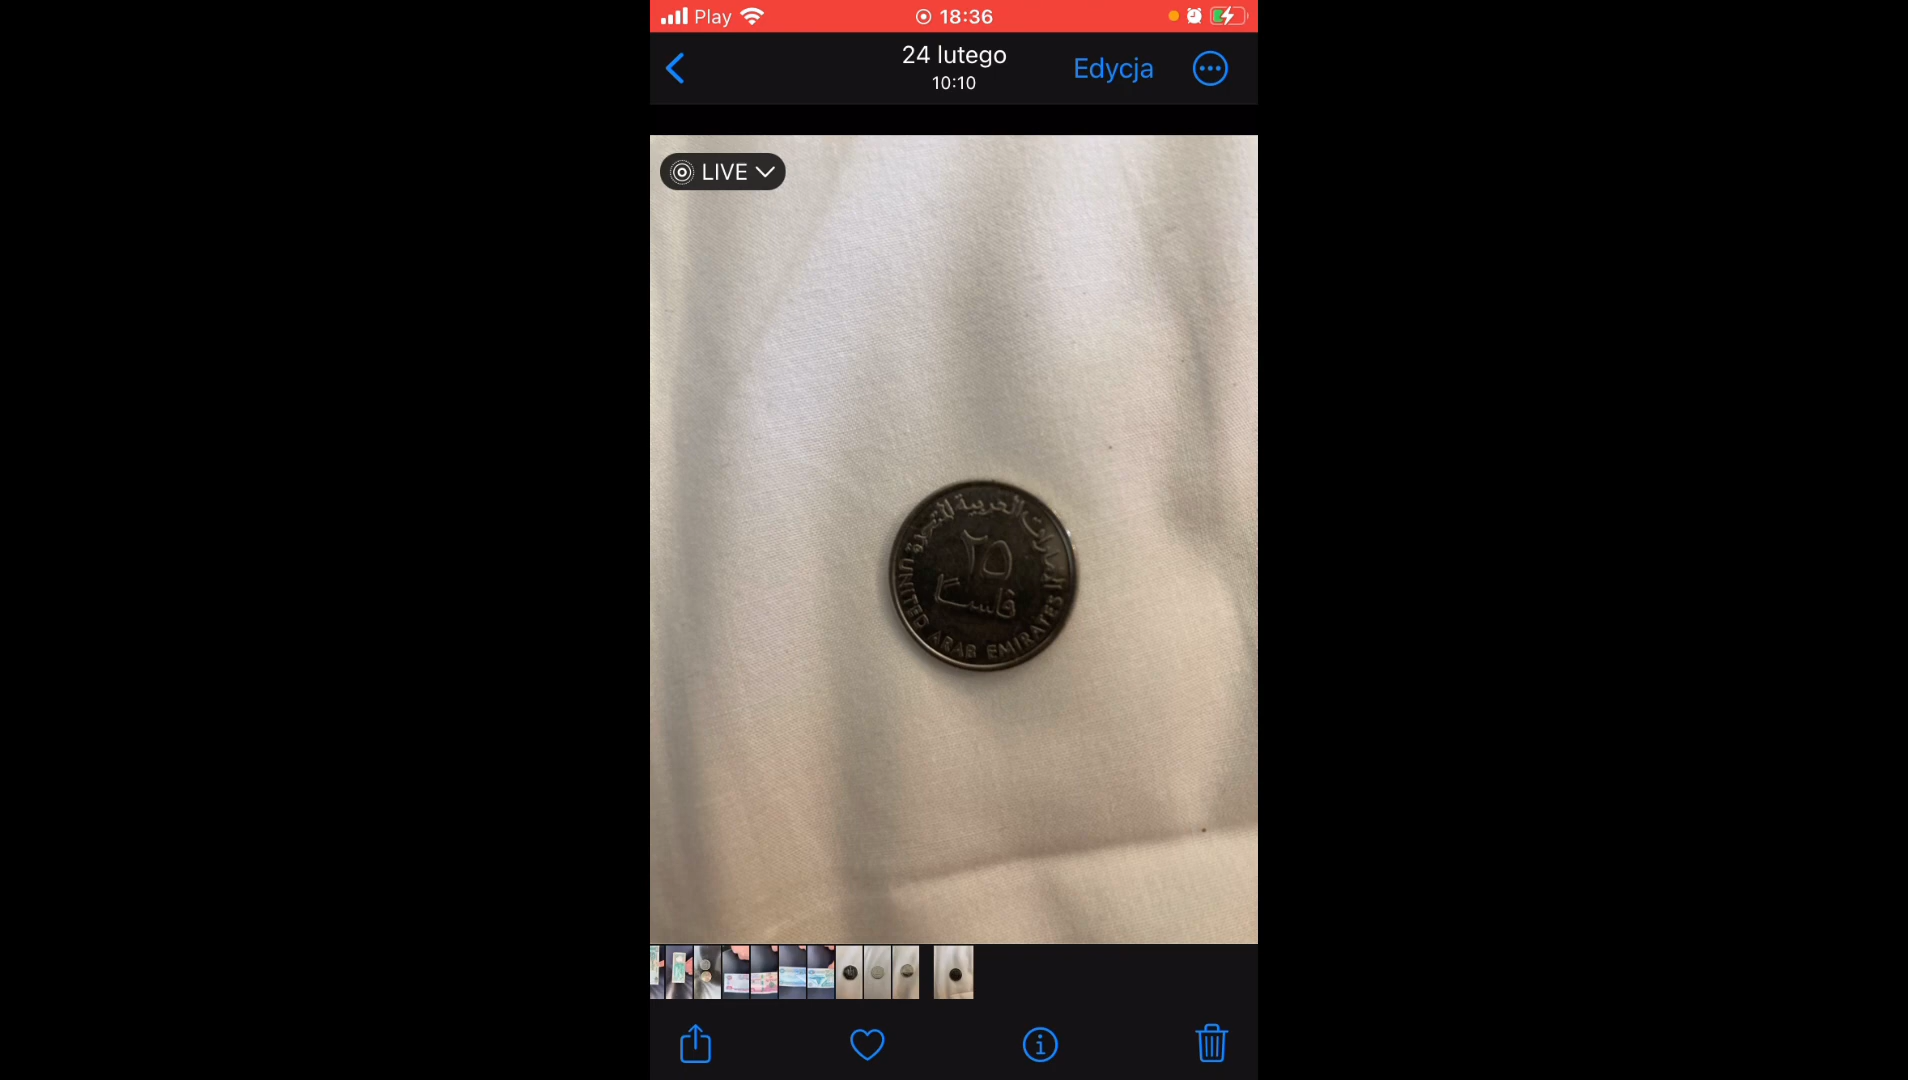 Play 18:36
24 lutego
10:10
Edycja
LIVE
الإمارات العربية المتحدة
٢٥
فلسا
UNITED ARAB EMIRATES